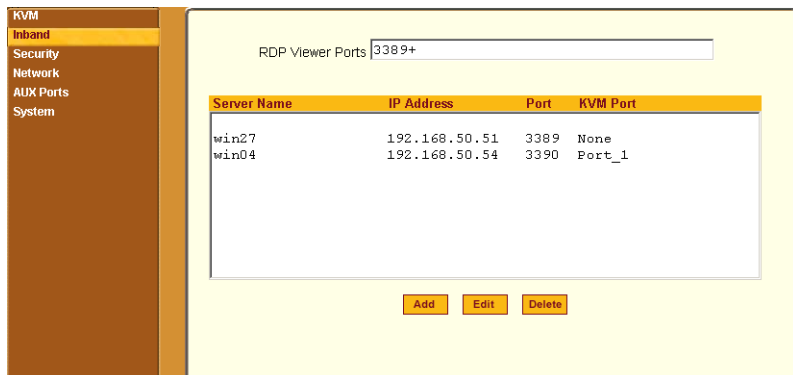 KVM
Inband
Security
Network
AUX Ports
System
RDP Viewer Ports 3389+
Server Name IP Address Port KVM Port
win27 192.168.50.51 3389 None
win04 192.168.50.54 3390 Port_1
Add Edit Delete